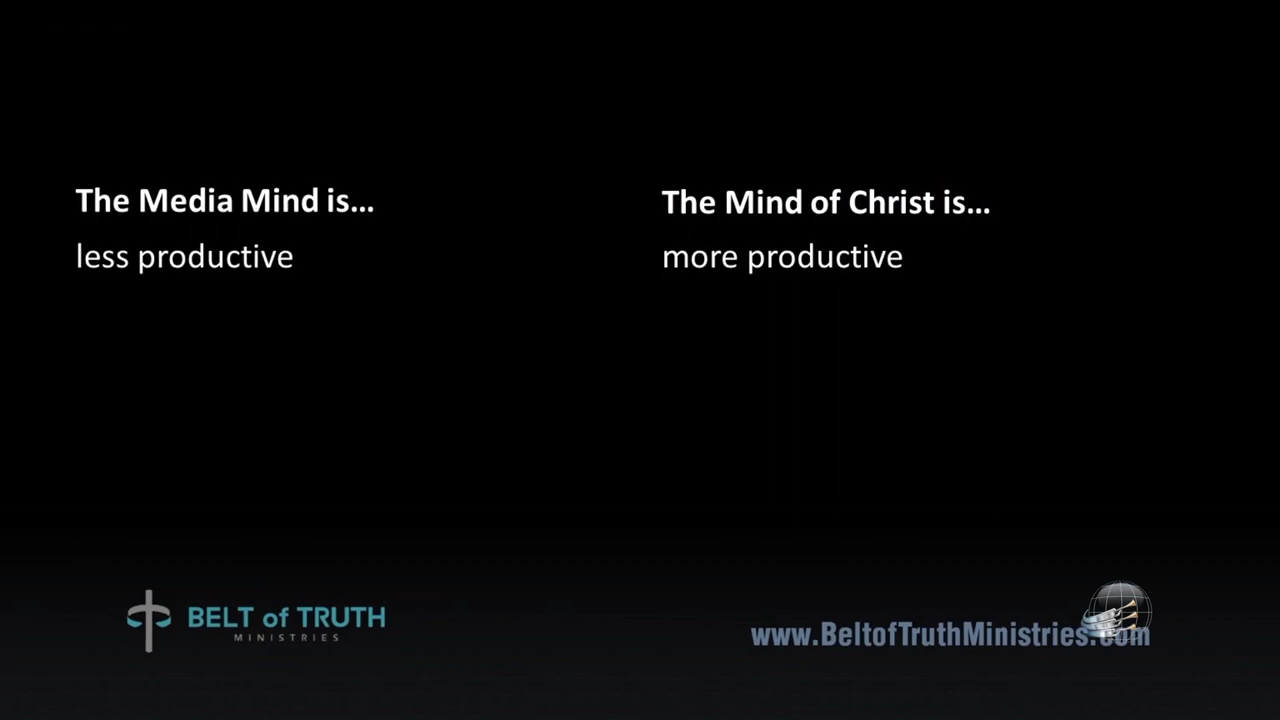 The Media Mind is…
less productive
The Mind of Christ is…
more productive
BELT of TRUTH
MINISTRIES
www.BeltofTruthMinistries.com